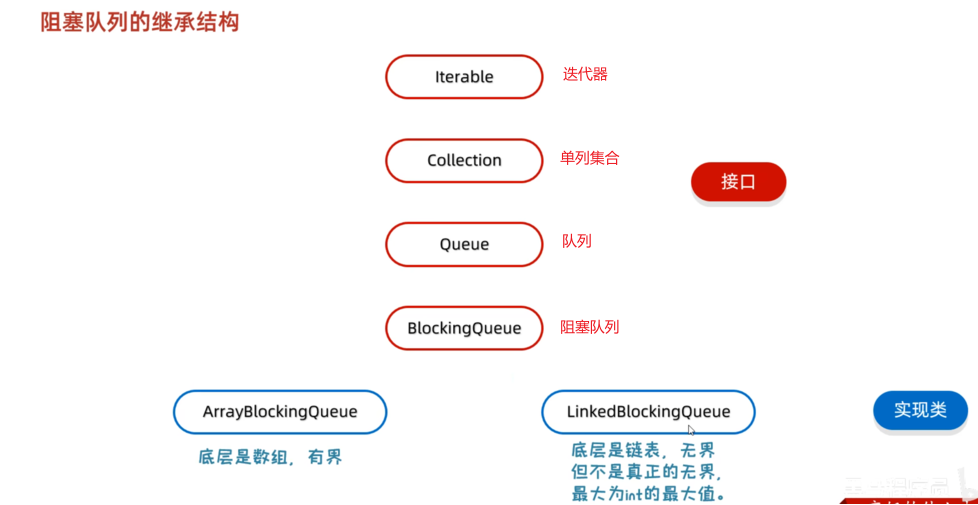 阻塞队列的继承结构
Iterable 迭代器
Collection 单列集合
接口
Queue 队列
BlockingQueue 阻塞队列
ArrayBlockingQueue
LinkedBlockingQueue
实现类
底层是数组，有界
底层是链表，无界
但不是真正的无界，
最大为int的最大值。